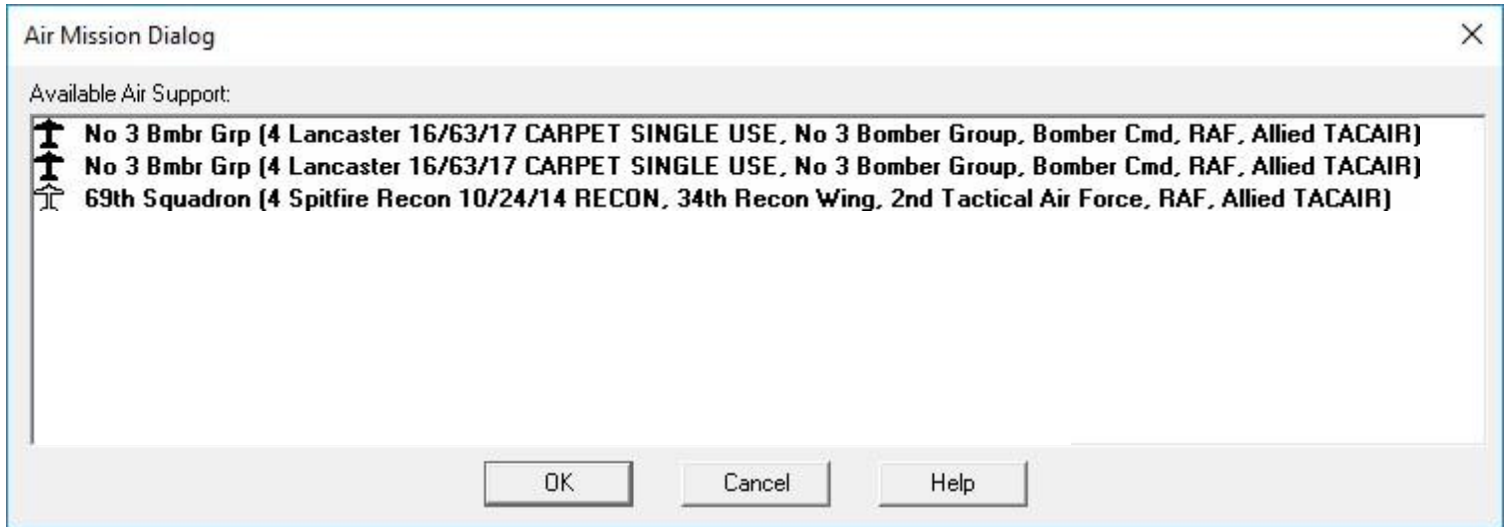 Air Mission Dialog
Available Air Support:
No 3 Bmbr Grp (4 Lancaster 16/63/17 CARPET SINGLE USE, No 3 Bomber Group, Bomber Cmd, RAF, Allied TACAIR)
No 3 Bmbr Grp (4 Lancaster 16/63/17 CARPET SINGLE USE, No 3 Bomber Group, Bomber Cmd, RAF, Allied TACAIR)
69th Squadron (4 Spitfire Recon 10/24/14 RECON, 34th Recon Wing, 2nd Tactical Air Force, RAF, Allied TACAIR)
OK Cancel Help